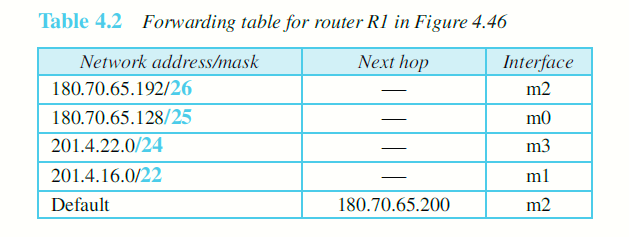 Table 4.2 Forwarding table for router R1 in Figure 4.46
Network address/mask Next hop Interface
180.70.65.192/26 — m2
180.70.65.128/25 — m0
201.4.22.0/24 — m3
201.4.16.0/22 — m1
Default 180.70.65.200 m2